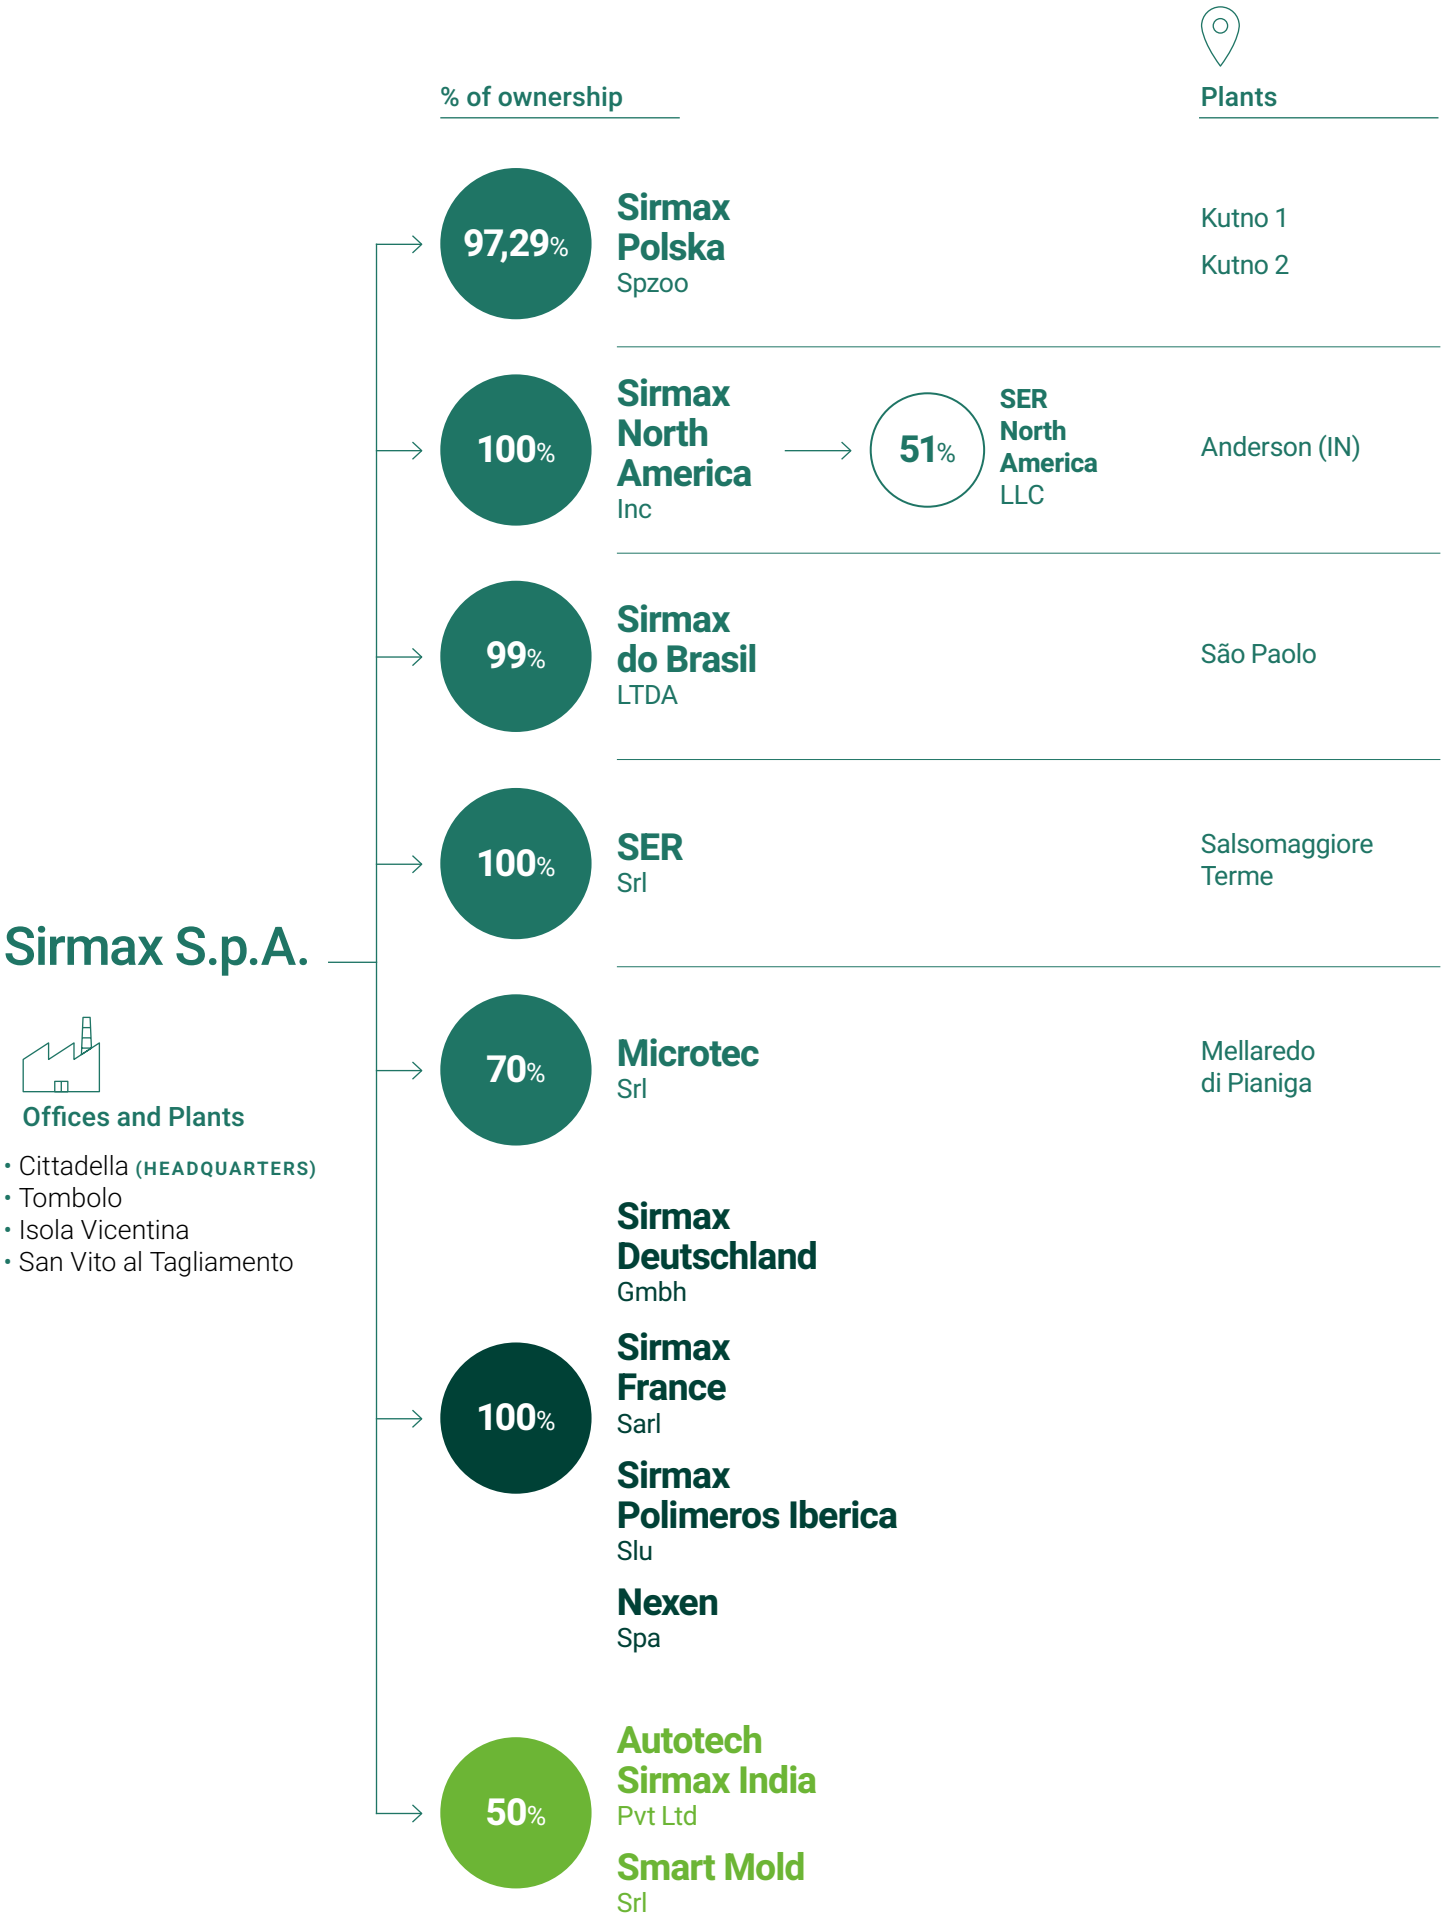 % of ownership
Plants
97,29%
Sirmax
Polska
Spzoo
Kutno 1
Kutno 2
100%
Sirmax
North
America
Inc
51%
SER
North
America
LLC
Anderson (IN)
99%
Sirmax
do Brasil
LTDA
São Paolo
100%
SER
Srl
Salsomaggiore
Terme
Sirmax S.p.A.
Offices and Plants
• Cittadella (HEADQUARTERS)
• Tombolo
• Isola Vicentina
• San Vito al Tagliamento
70%
Microtec
Srl
Mellaredo
di Pianiga
100%
Sirmax
Deutschland
Gmbh
Sirmax
France
Sarl
Sirmax
Polimeros Iberica
Slu
Nexen
Spa
50%
Autotech
Sirmax India
Pvt Ltd
Smart Mold
Srl